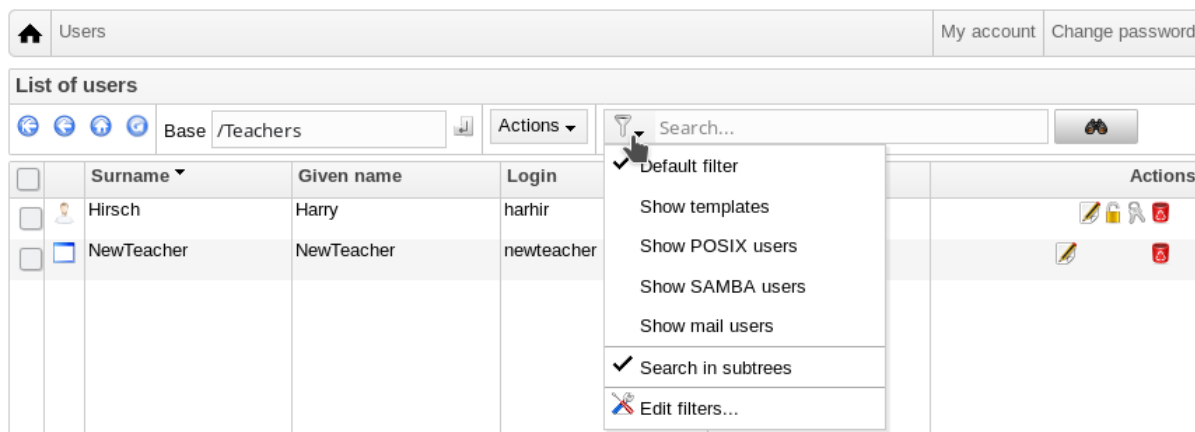 Users My account Change password
List of users
Base /Teachers Actions Search...
Surname Given name Login Actions
Hirsch Harry harhir
NewTeacher NewTeacher newteacher
Default filter
Show templates
Show POSIX users
Show SAMBA users
Show mail users
Search in subtrees
Edit filters...